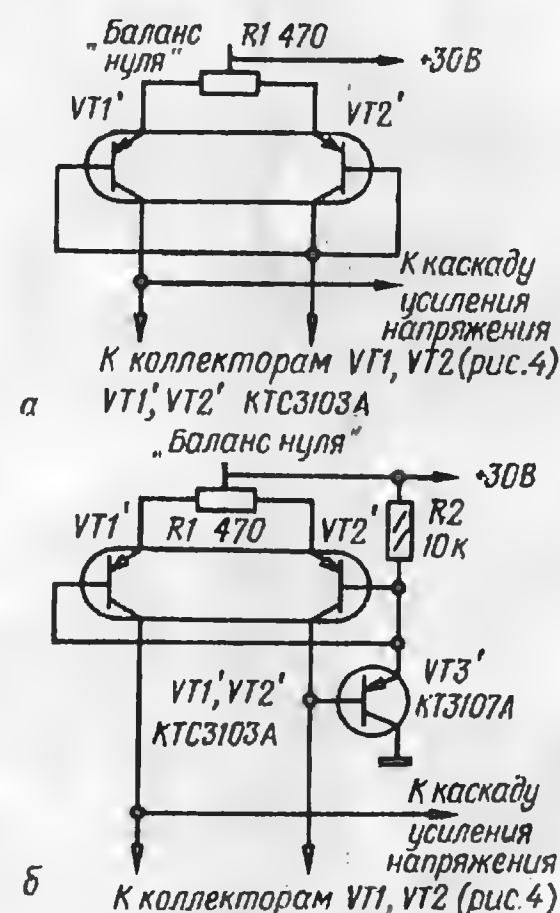 „Баланс нуля"
R1 470
+30В
VT1'
VT2'
К каскаду
усиления
напряжения
К коллекторам VT1, VT2 (рис.4)
а
VT1', VT2' КТС3103А
„Баланс нуля"
+30В
VT1'
R1 470
VT2'
R2
10к
VT1', VT2'
КТС3103А
VT3'
КТ3107А
К каскаду
усиления
напряжения
б
К коллекторам VT1, VT2 (рис.4)